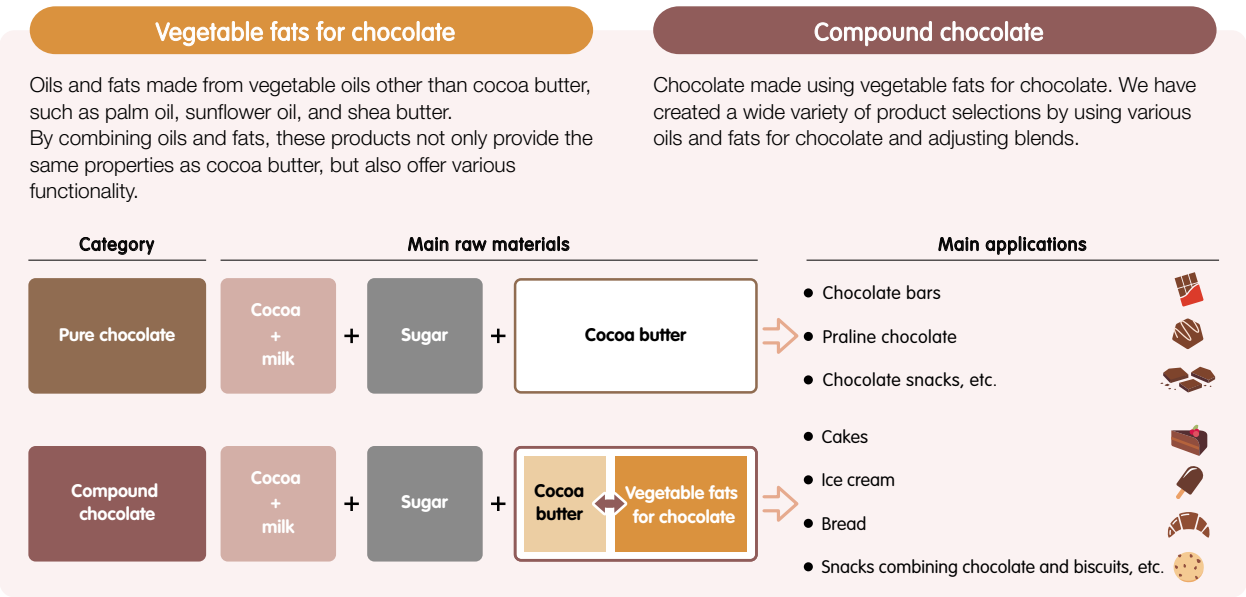 Vegetable fats for chocolate
Oils and fats made from vegetable oils other than cocoa butter,
such as palm oil, sunflower oil, and shea butter.
By combining oils and fats, these products not only provide the
same properties as cocoa butter, but also offer various
functionality.
Compound chocolate
Chocolate made using vegetable fats for chocolate. We have
created a wide variety of product selections by using various
oils and fats for chocolate and adjusting blends.
Category
Main raw materials
Main applications
Pure chocolate
Cocoa
+
milk
+
Sugar
+
Cocoa butter
• Chocolate bars
• Praline chocolate
• Chocolate snacks, etc.
Compound
chocolate
Cocoa
+
milk
+
Sugar
+
Cocoa
butter
Vegetable fats
for chocolate
• Cakes
• Ice cream
• Bread
• Snacks combining chocolate and biscuits, etc.